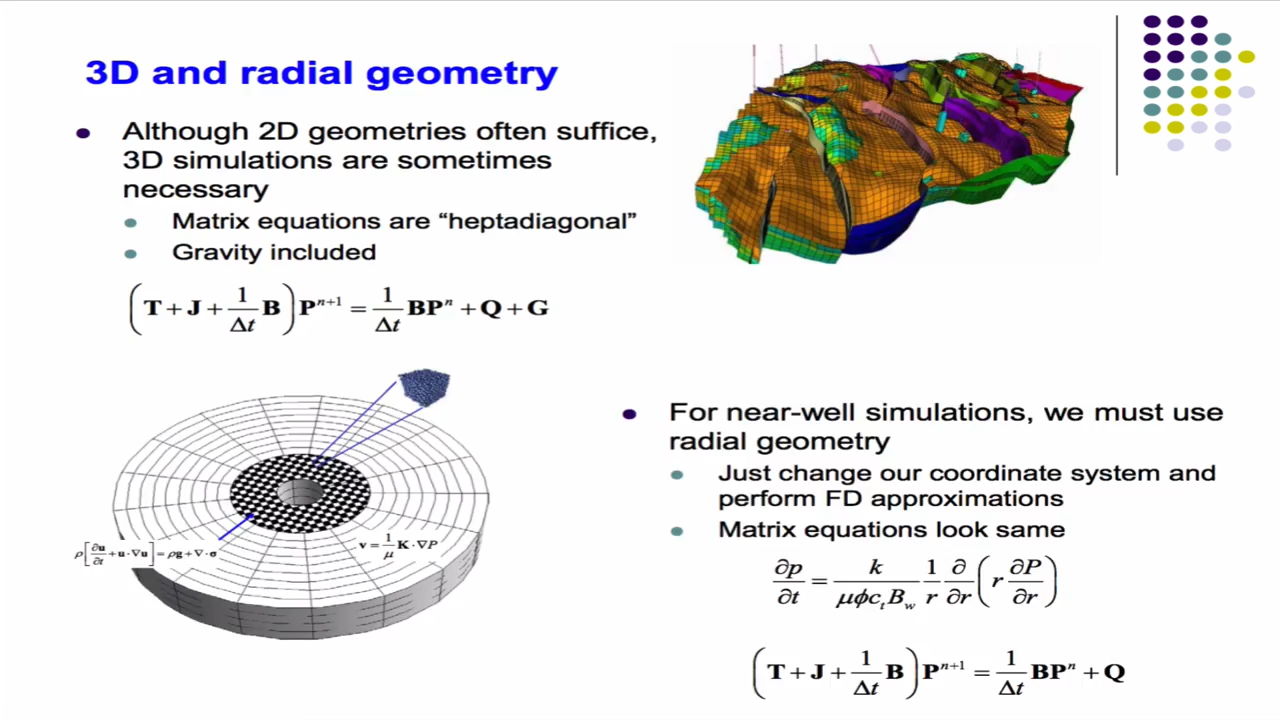 3D and radial geometry
Although 2D geometries often suffice,
3D simulations are sometimes
necessary
Matrix equations are “heptadiagonal”
Gravity included
(T + J + 1/Δt B) P^{n+1} = 1/Δt BP^n + Q + G
ρ[∂u/∂t + u·∇u] = ρg + ∇·σ
v = 1/μ K·∇P
For near-well simulations, we must use
radial geometry
Just change our coordinate system and
perform FD approximations
Matrix equations look same
∂p/∂t = k/(μϕc_t B_w) 1/r ∂/∂r (r ∂P/∂r)
(T + J + 1/Δt B) P^{n+1} = 1/Δt BP^n + Q